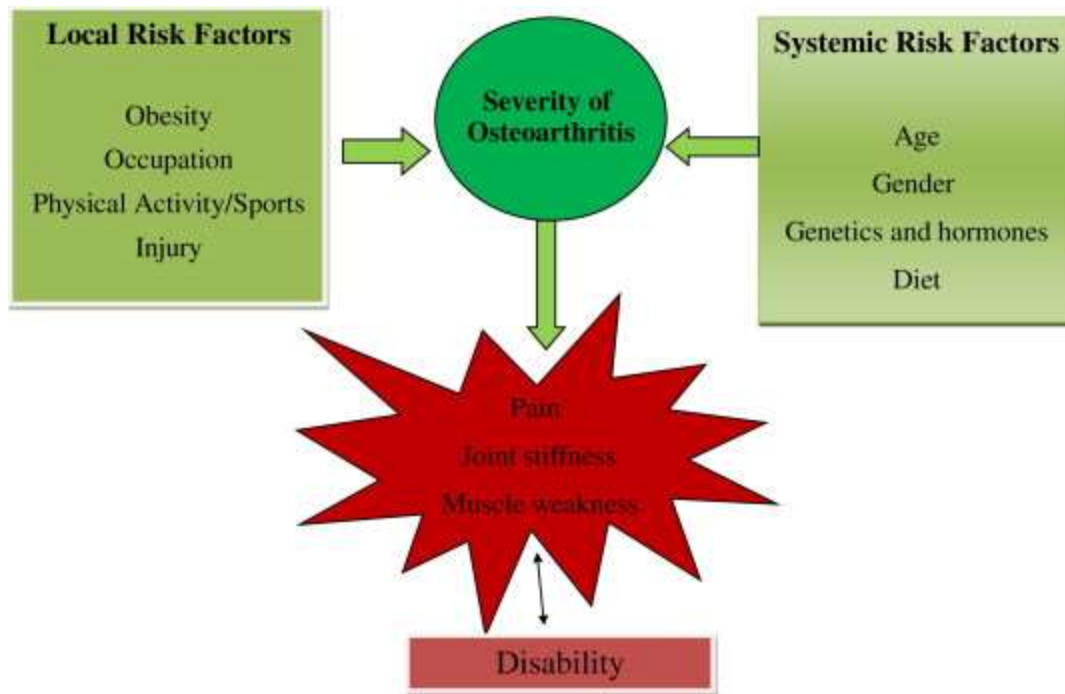 Local Risk Factors
Obesity
Occupation
Physical Activity/Sports
Injury
Severity of
Osteoarthritis
Systemic Risk Factors
Age
Gender
Genetics and hormones
Diet
Pain
Joint stiffness
Muscle weakness
Disability